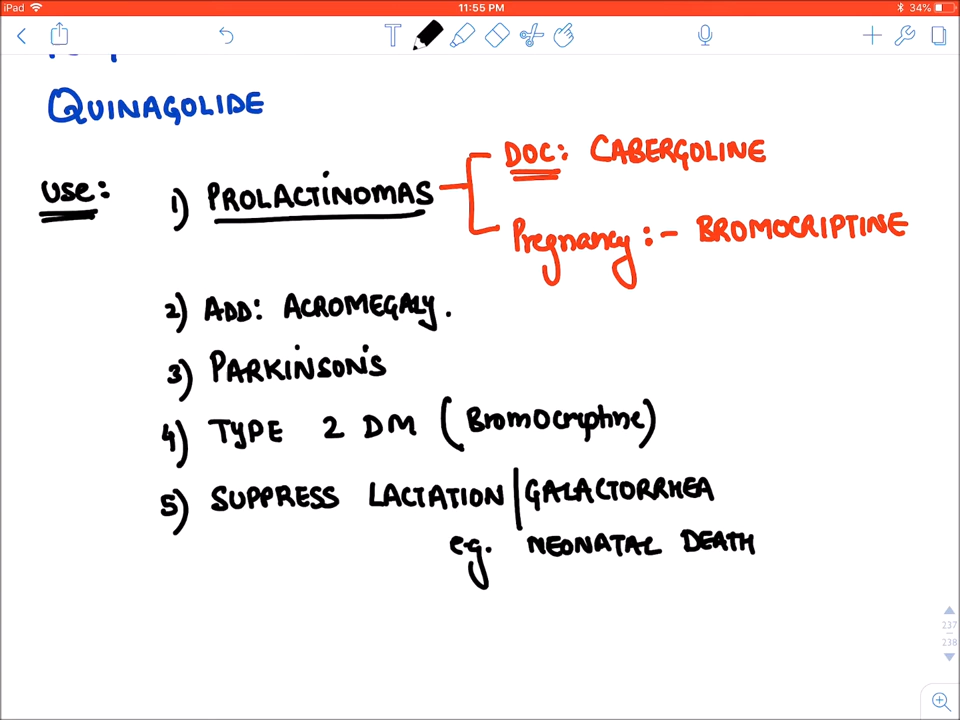 iPad 11:55 PM 34%
T
QUINAGOLIDE
USE: 1) PROLACTINOMAS
DOC: CABERGOLINE
Pregnancy :- BROMOCRIPTINE
2) ADD: ACROMEGALY.
3) PARKINSON'S
4) TYPE 2 DM (Bromocriptine)
5) SUPPRESS LACTATION | GALACTORRHEA
e.g. NEONATAL DEATH
237
238